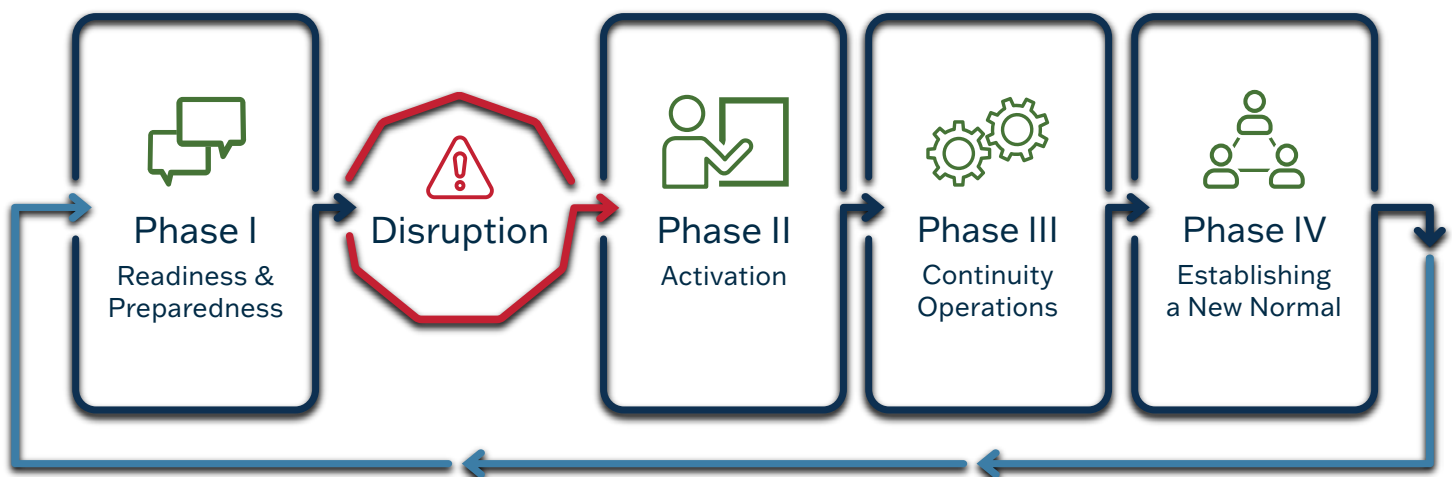 Phase I
Readiness &
Preparedness
Disruption
Phase II
Activation
Phase III
Continuity
Operations
Phase IV
Establishing
a New Normal